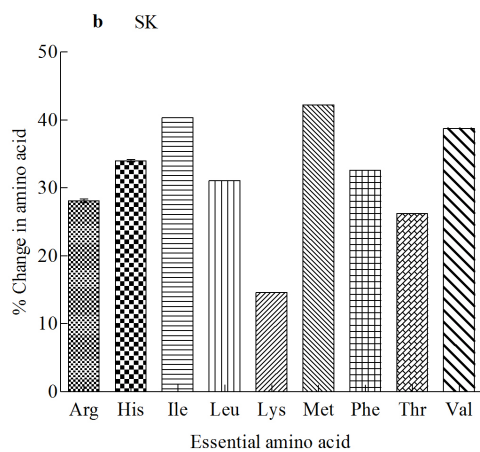 b SK
% Change in amino acid
50
40
30
20
10
0
Arg His Ile Leu Lys Met Phe Thr Val
Essential amino acid